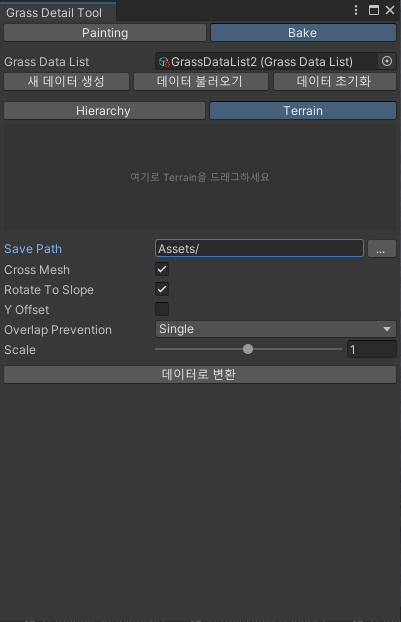 Grass Detail Tool
Painting Bake
Grass Data List GrassDataList2 (Grass Data List)
새 데이터 생성 데이터 불러오기 데이터 초기화
Hierarchy Terrain
여기로 Terrain을 드래그하세요
Save Path Assets/ ...
Cross Mesh
Rotate To Slope
Y Offset
Overlap Prevention Single
Scale 1
데이터로 변환